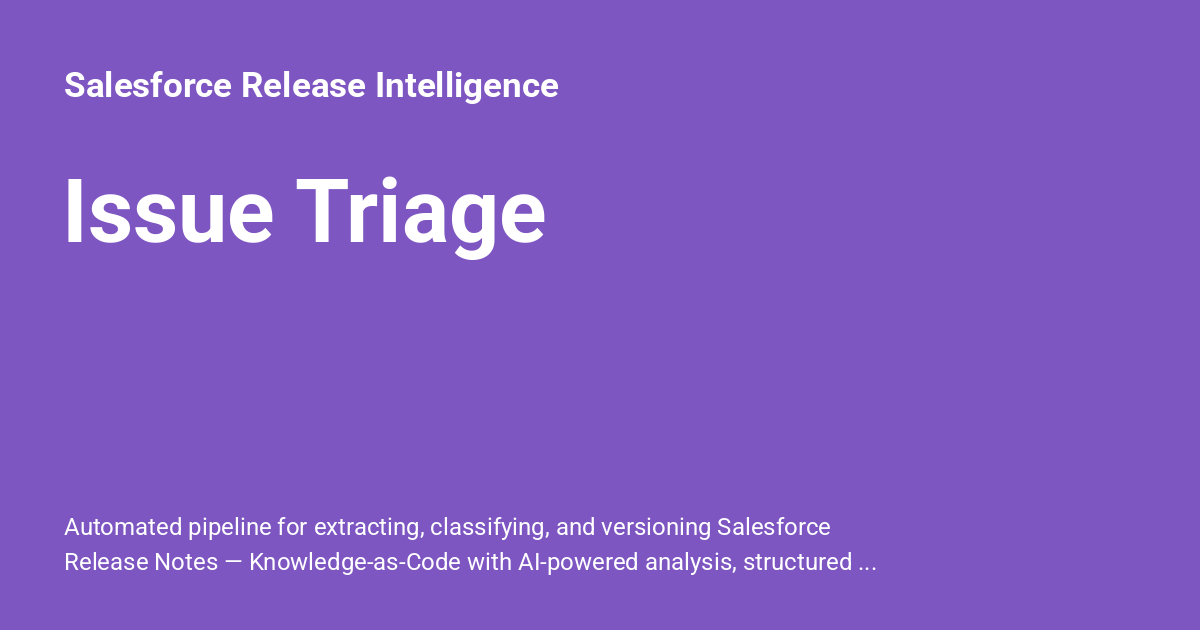 Salesforce Release Intelligence
Issue Triage
Automated pipeline for extracting, classifying, and versioning Salesforce
Release Notes — Knowledge-as-Code with AI-powered analysis, structured ...